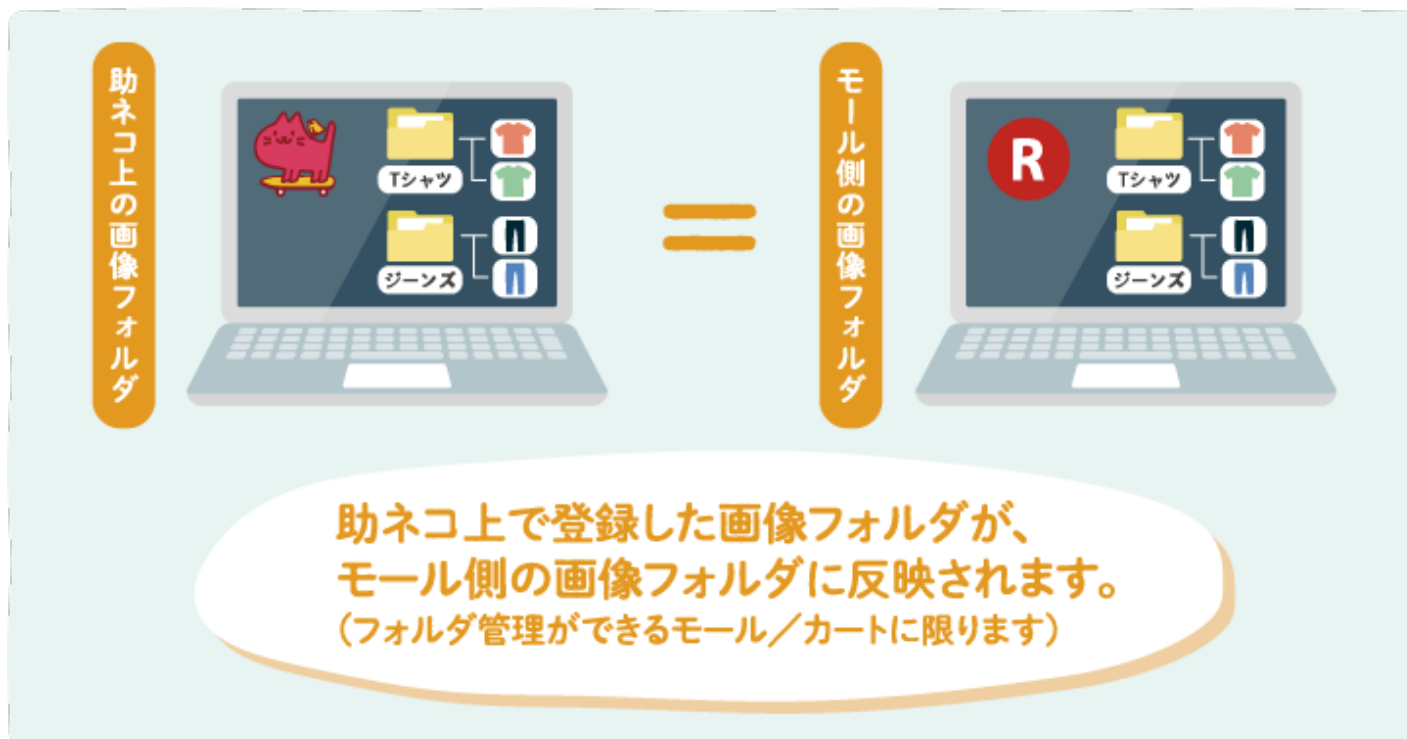 助ネコ上の画像フォルダ
Tシャツ
ジーンズ
モール側の画像フォルダ
R
Tシャツ
ジーンズ
助ネコ上で登録した画像フォルダが、
モール側の画像フォルダに反映されます。
（フォルダ管理ができるモール／カートに限ります）